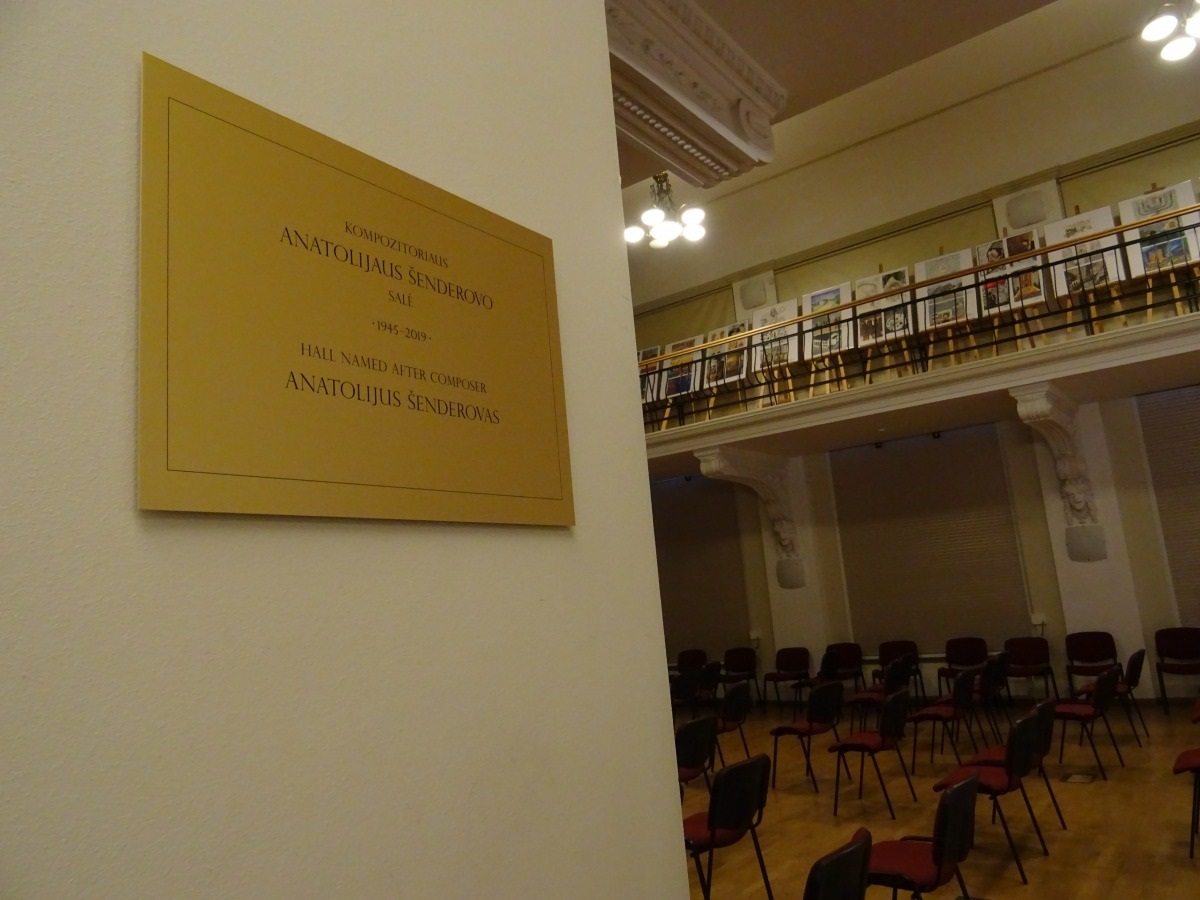 KOMPOZITORIAUS
ANATOLIJAUS ŠENDEROVO
SALĖ
•1945–2019•
HALL NAMED AFTER COMPOSER
ANATOLIJUS ŠENDEROVAS